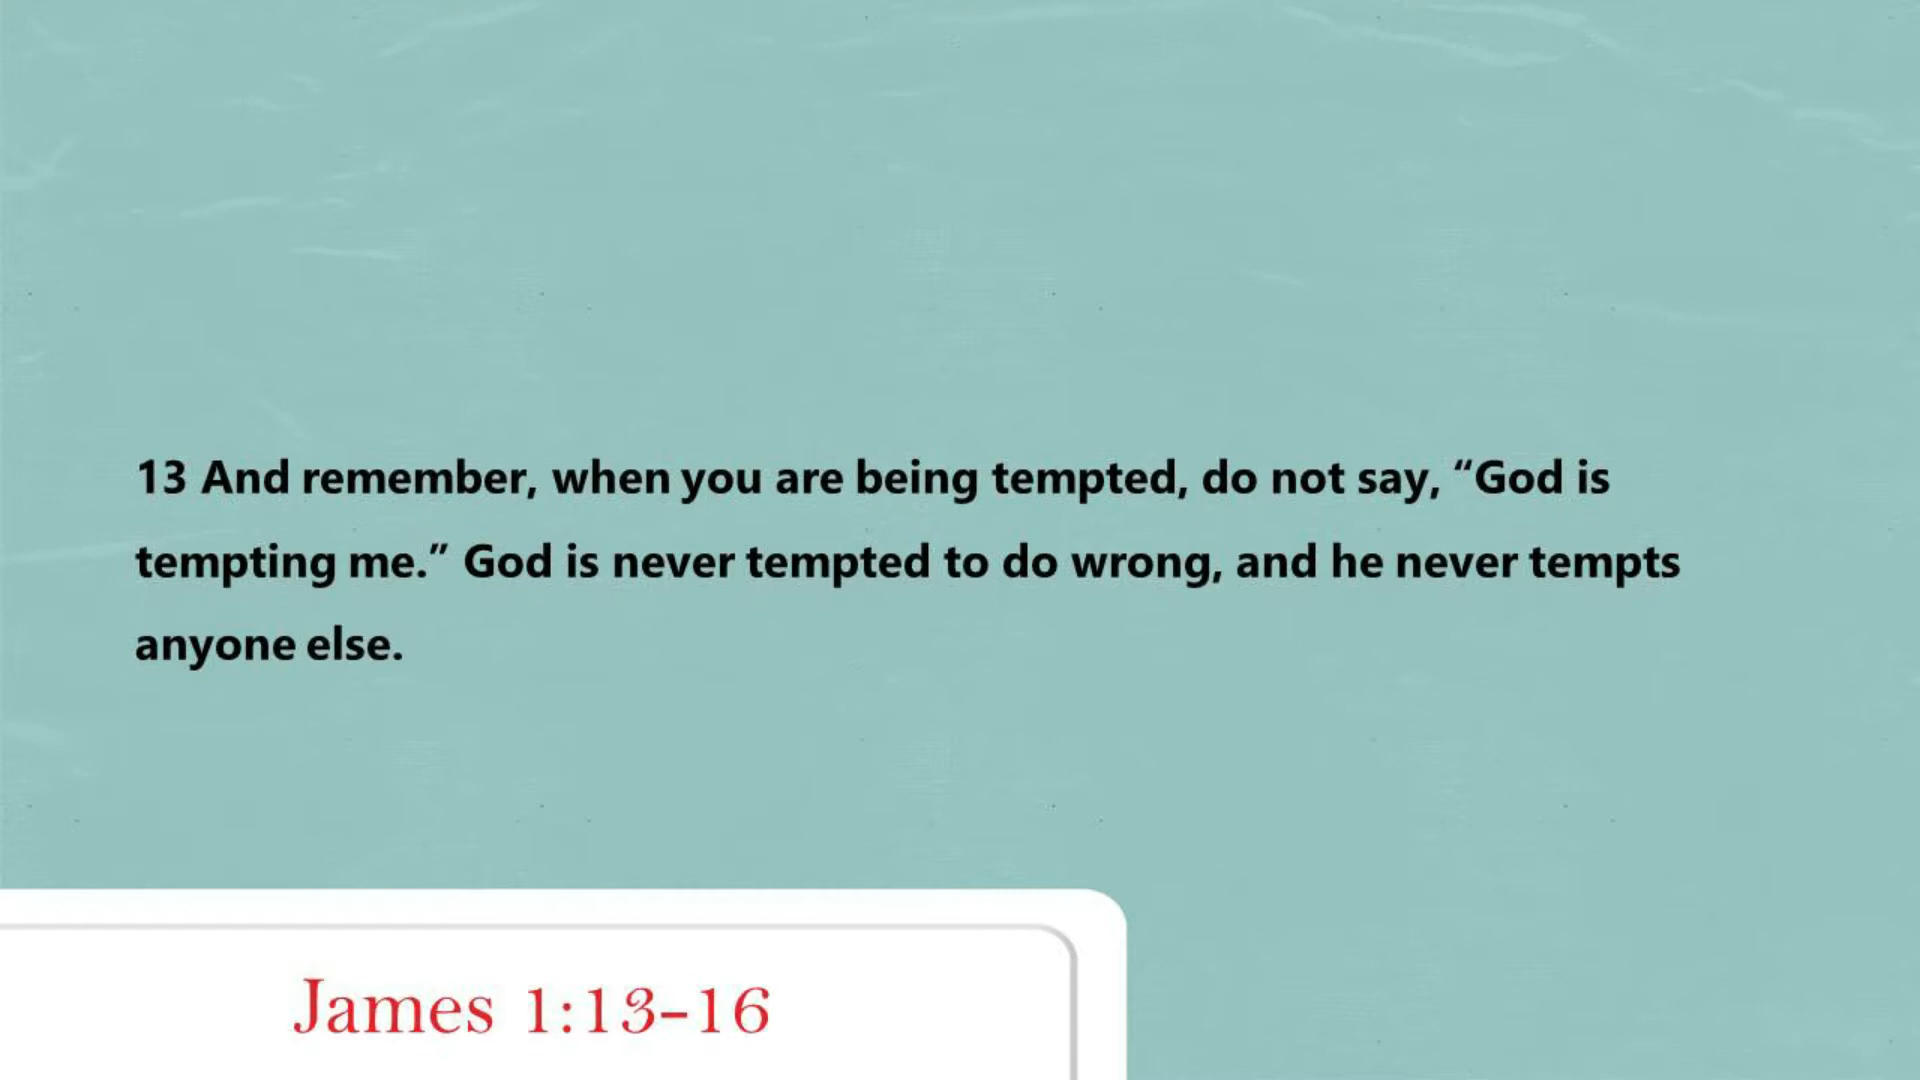 13 And remember, when you are being tempted, do not say, “God is
tempting me.” God is never tempted to do wrong, and he never tempts
anyone else.
James 1:13-16